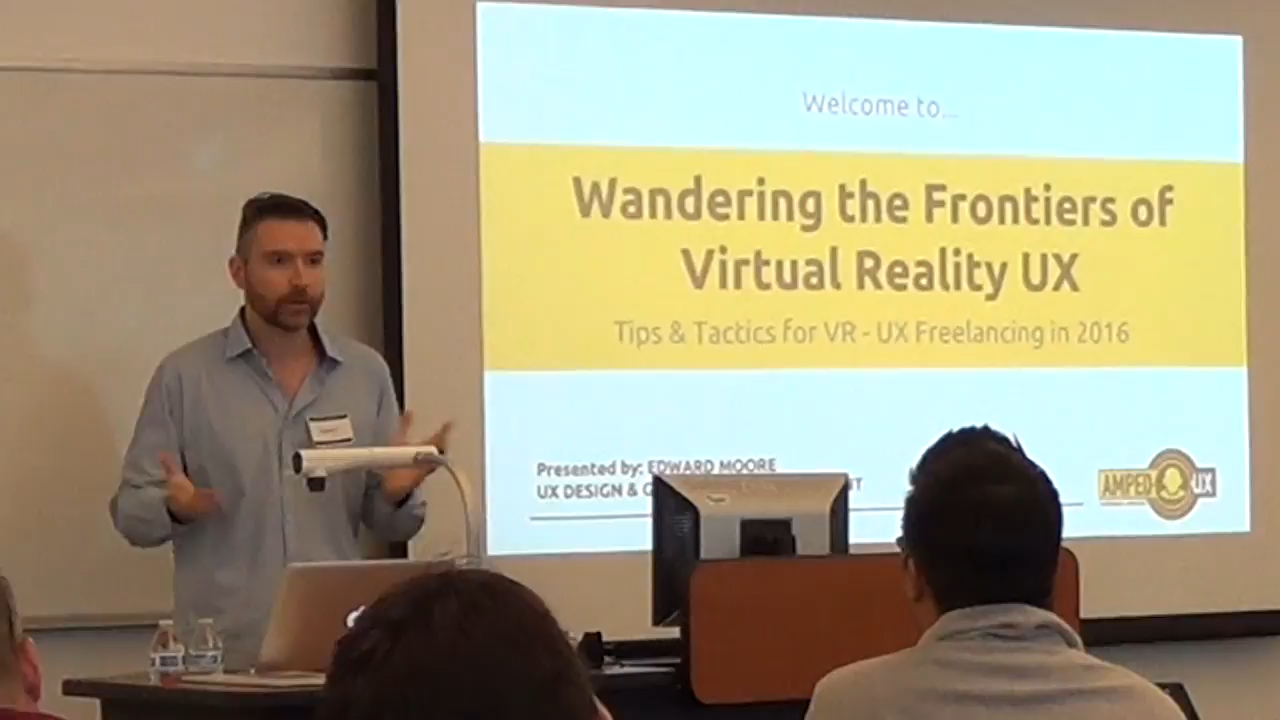 Welcome to...
Wandering the Frontiers of
Virtual Reality UX
Tips & Tactics for VR - UX Freelancing in 2016
Presented by: EDWARD MOORE
UX DESIGN &
AMPED UX